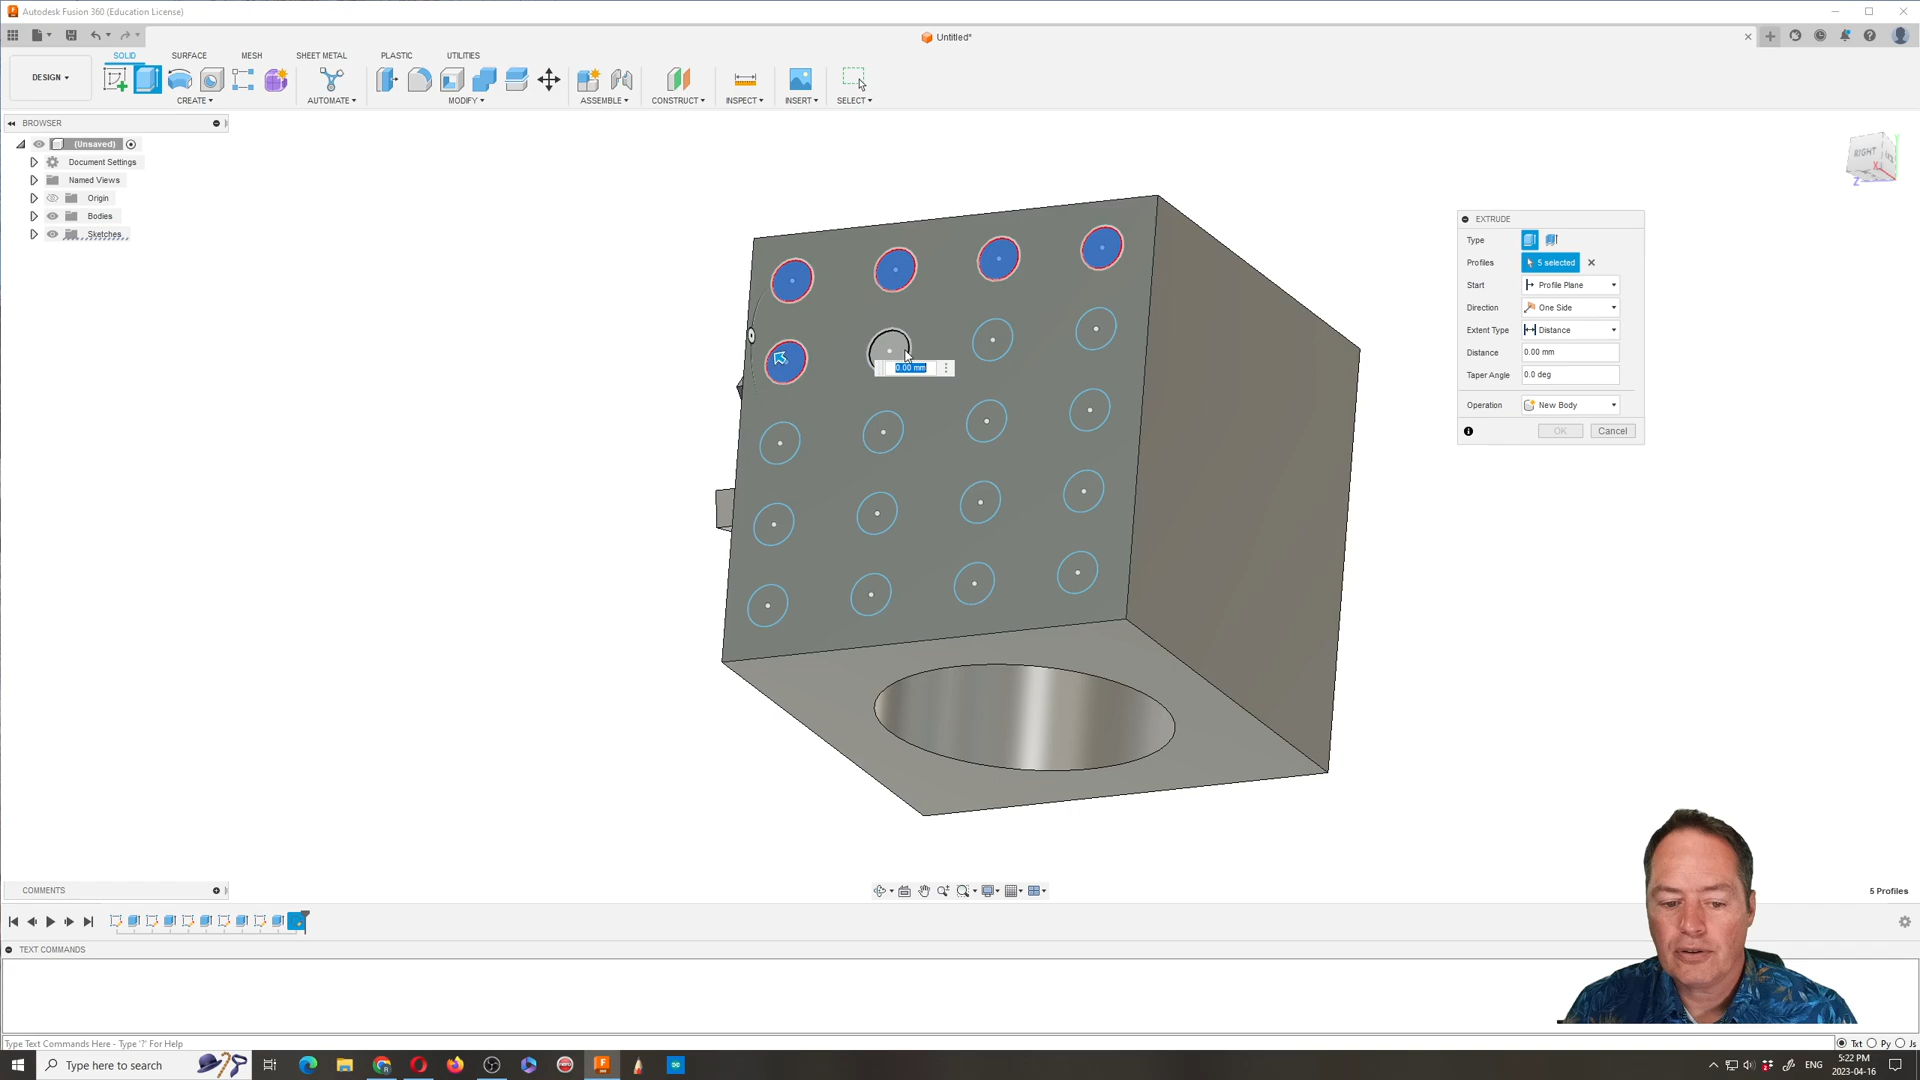 Autodesk Fusion 360 (Education License)
Untitled*
SOLID SURFACE MESH SHEET METAL PLASTIC UTILITIES
DESIGN
CREATE AUTOMATE MODIFY ASSEMBLE CONSTRUCT INSPECT INSERT SELECT
BROWSER
(Unsaved)
Document Settings
Named Views
Origin
Bodies
Sketches
RIGHT
X
Z
EXTRUDE
Type
Profiles 5 selected
Start Profile Plane
Direction One Side
Extent Type Distance
Distance 0.00 mm
Taper Angle 0.0 deg
Operation New Body
OK Cancel
0.00 mm
COMMENTS
5 Profiles
TEXT COMMANDS
Type Text Commands Here - Type '?' For Help
Txt Py Js
Type here to search
ENG
5:22 PM
2023-04-16